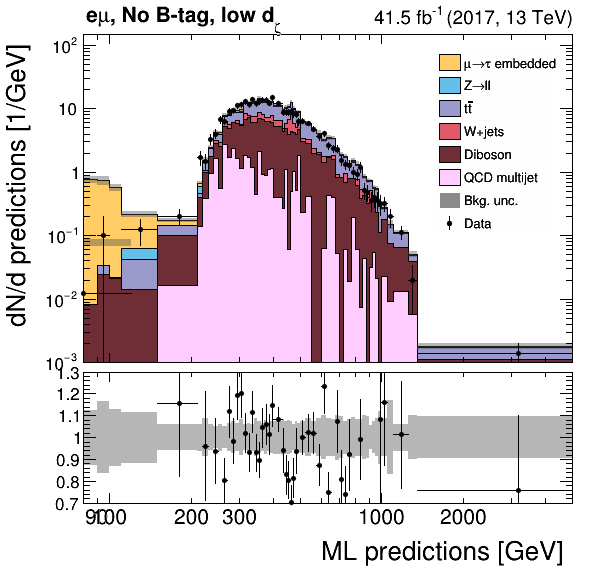 eμ, No B-tag, low dζ
41.5 fb⁻¹ (2017, 13 TeV)
dN/d predictions [1/GeV]
10²
10
1
10⁻¹
10⁻²
10⁻³
μ→τ embedded
Z→ll
tt̄
W+jets
Diboson
QCD multijet
Bkg. unc.
Data
1.3
1.2
1.1
1
0.9
0.8
0.7
90
100
200
300
1000
2000
ML predictions [GeV]